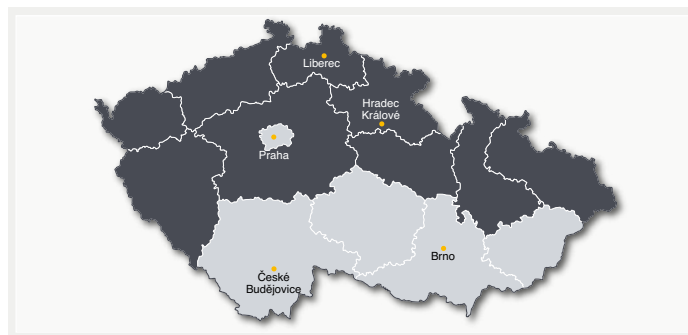 Liberec
Hradec
Králové
Praha
Brno
České
Budějovice